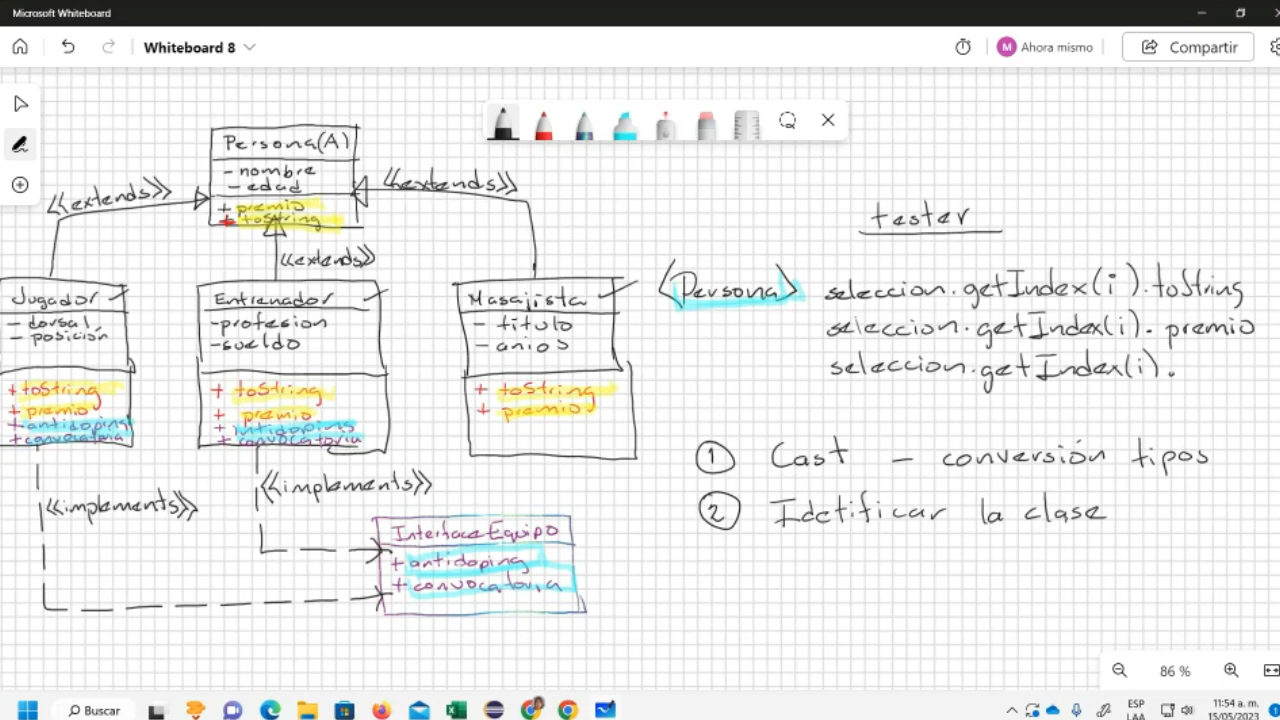 Microsoft Whiteboard
Whiteboard 8
M
Ahora mismo
Compartir
Persona(A)
- nombre
- edad
+ premio
+ toString
<<extends>>
<<extends>>
<<extends>>
Jugador
- dorsal
- posición
+ toString
+ premio
+ antidoping
+ convocatoria
Entrenador
-profesion
-sueldo
+ toString
+ premio
+ antidoping
+ convocatoria
Masajista
- titulo
- anios
+ toString
+ premio
<<implements>>
<<implements>>
Interface Equipo
+ antidoping
+ convocatoria
tester
<Persona>
seleccion.getIndex(i).toString
seleccion.getIndex(i). premio
seleccion.getIndex(i).
1 Cast - conversión tipos
2 Idetificar la clase
86 %
Buscar
ESP
LAA
11:54 a. m.
15/05/2023